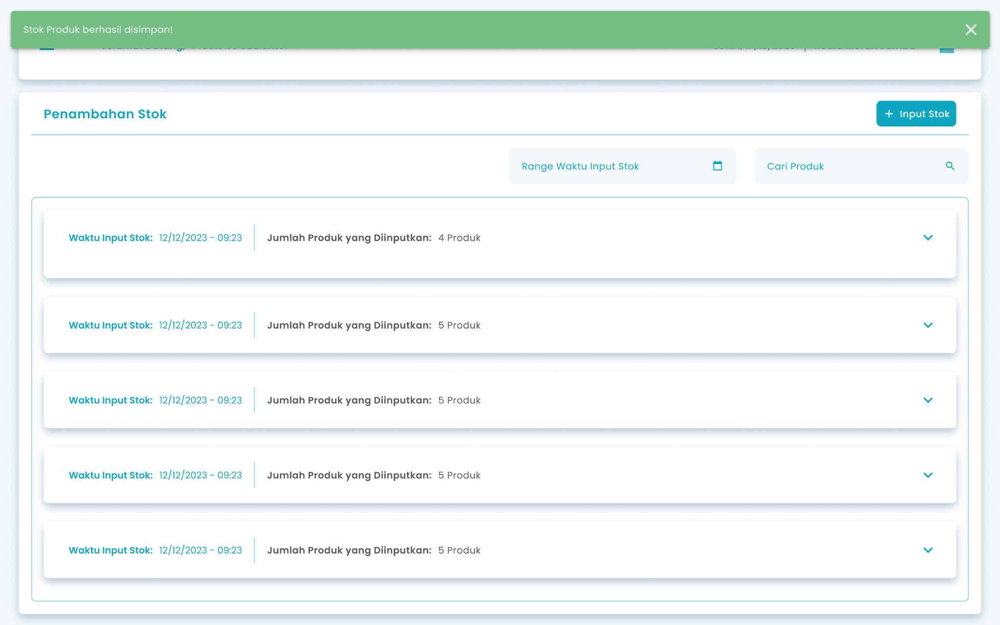 Stok Produk berhasil disimpan!
Penambahan Stok
+ Input Stok
Range Waktu Input Stok
Cari Produk
Waktu Input Stok: 12/12/2023 - 09:23 Jumlah Produk yang Diinputkan: 4 Produk
Waktu Input Stok: 12/12/2023 - 09:23 Jumlah Produk yang Diinputkan: 5 Produk
Waktu Input Stok: 12/12/2023 - 09:23 Jumlah Produk yang Diinputkan: 5 Produk
Waktu Input Stok: 12/12/2023 - 09:23 Jumlah Produk yang Diinputkan: 5 Produk
Waktu Input Stok: 12/12/2023 - 09:23 Jumlah Produk yang Diinputkan: 5 Produk